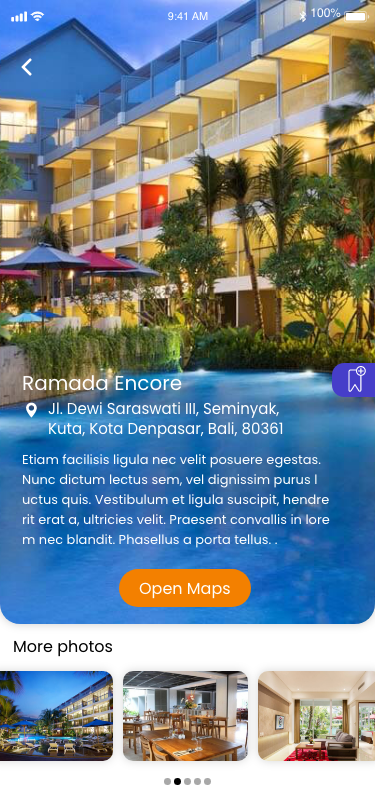 9:41 AM
100%
Ramada Encore
Jl. Dewi Saraswati III, Seminyak,
Kuta, Kota Denpasar, Bali, 80361
Etiam facilisis ligula nec velit posuere egestas.
Nunc dictum lectus sem, vel dignissim purus l
uctus quis. Vestibulum et ligula suscipit, hendre
rit erat a, ultricies velit. Praesent convallis in lore
m nec blandit. Phasellus a porta tellus. .
Open Maps
More photos